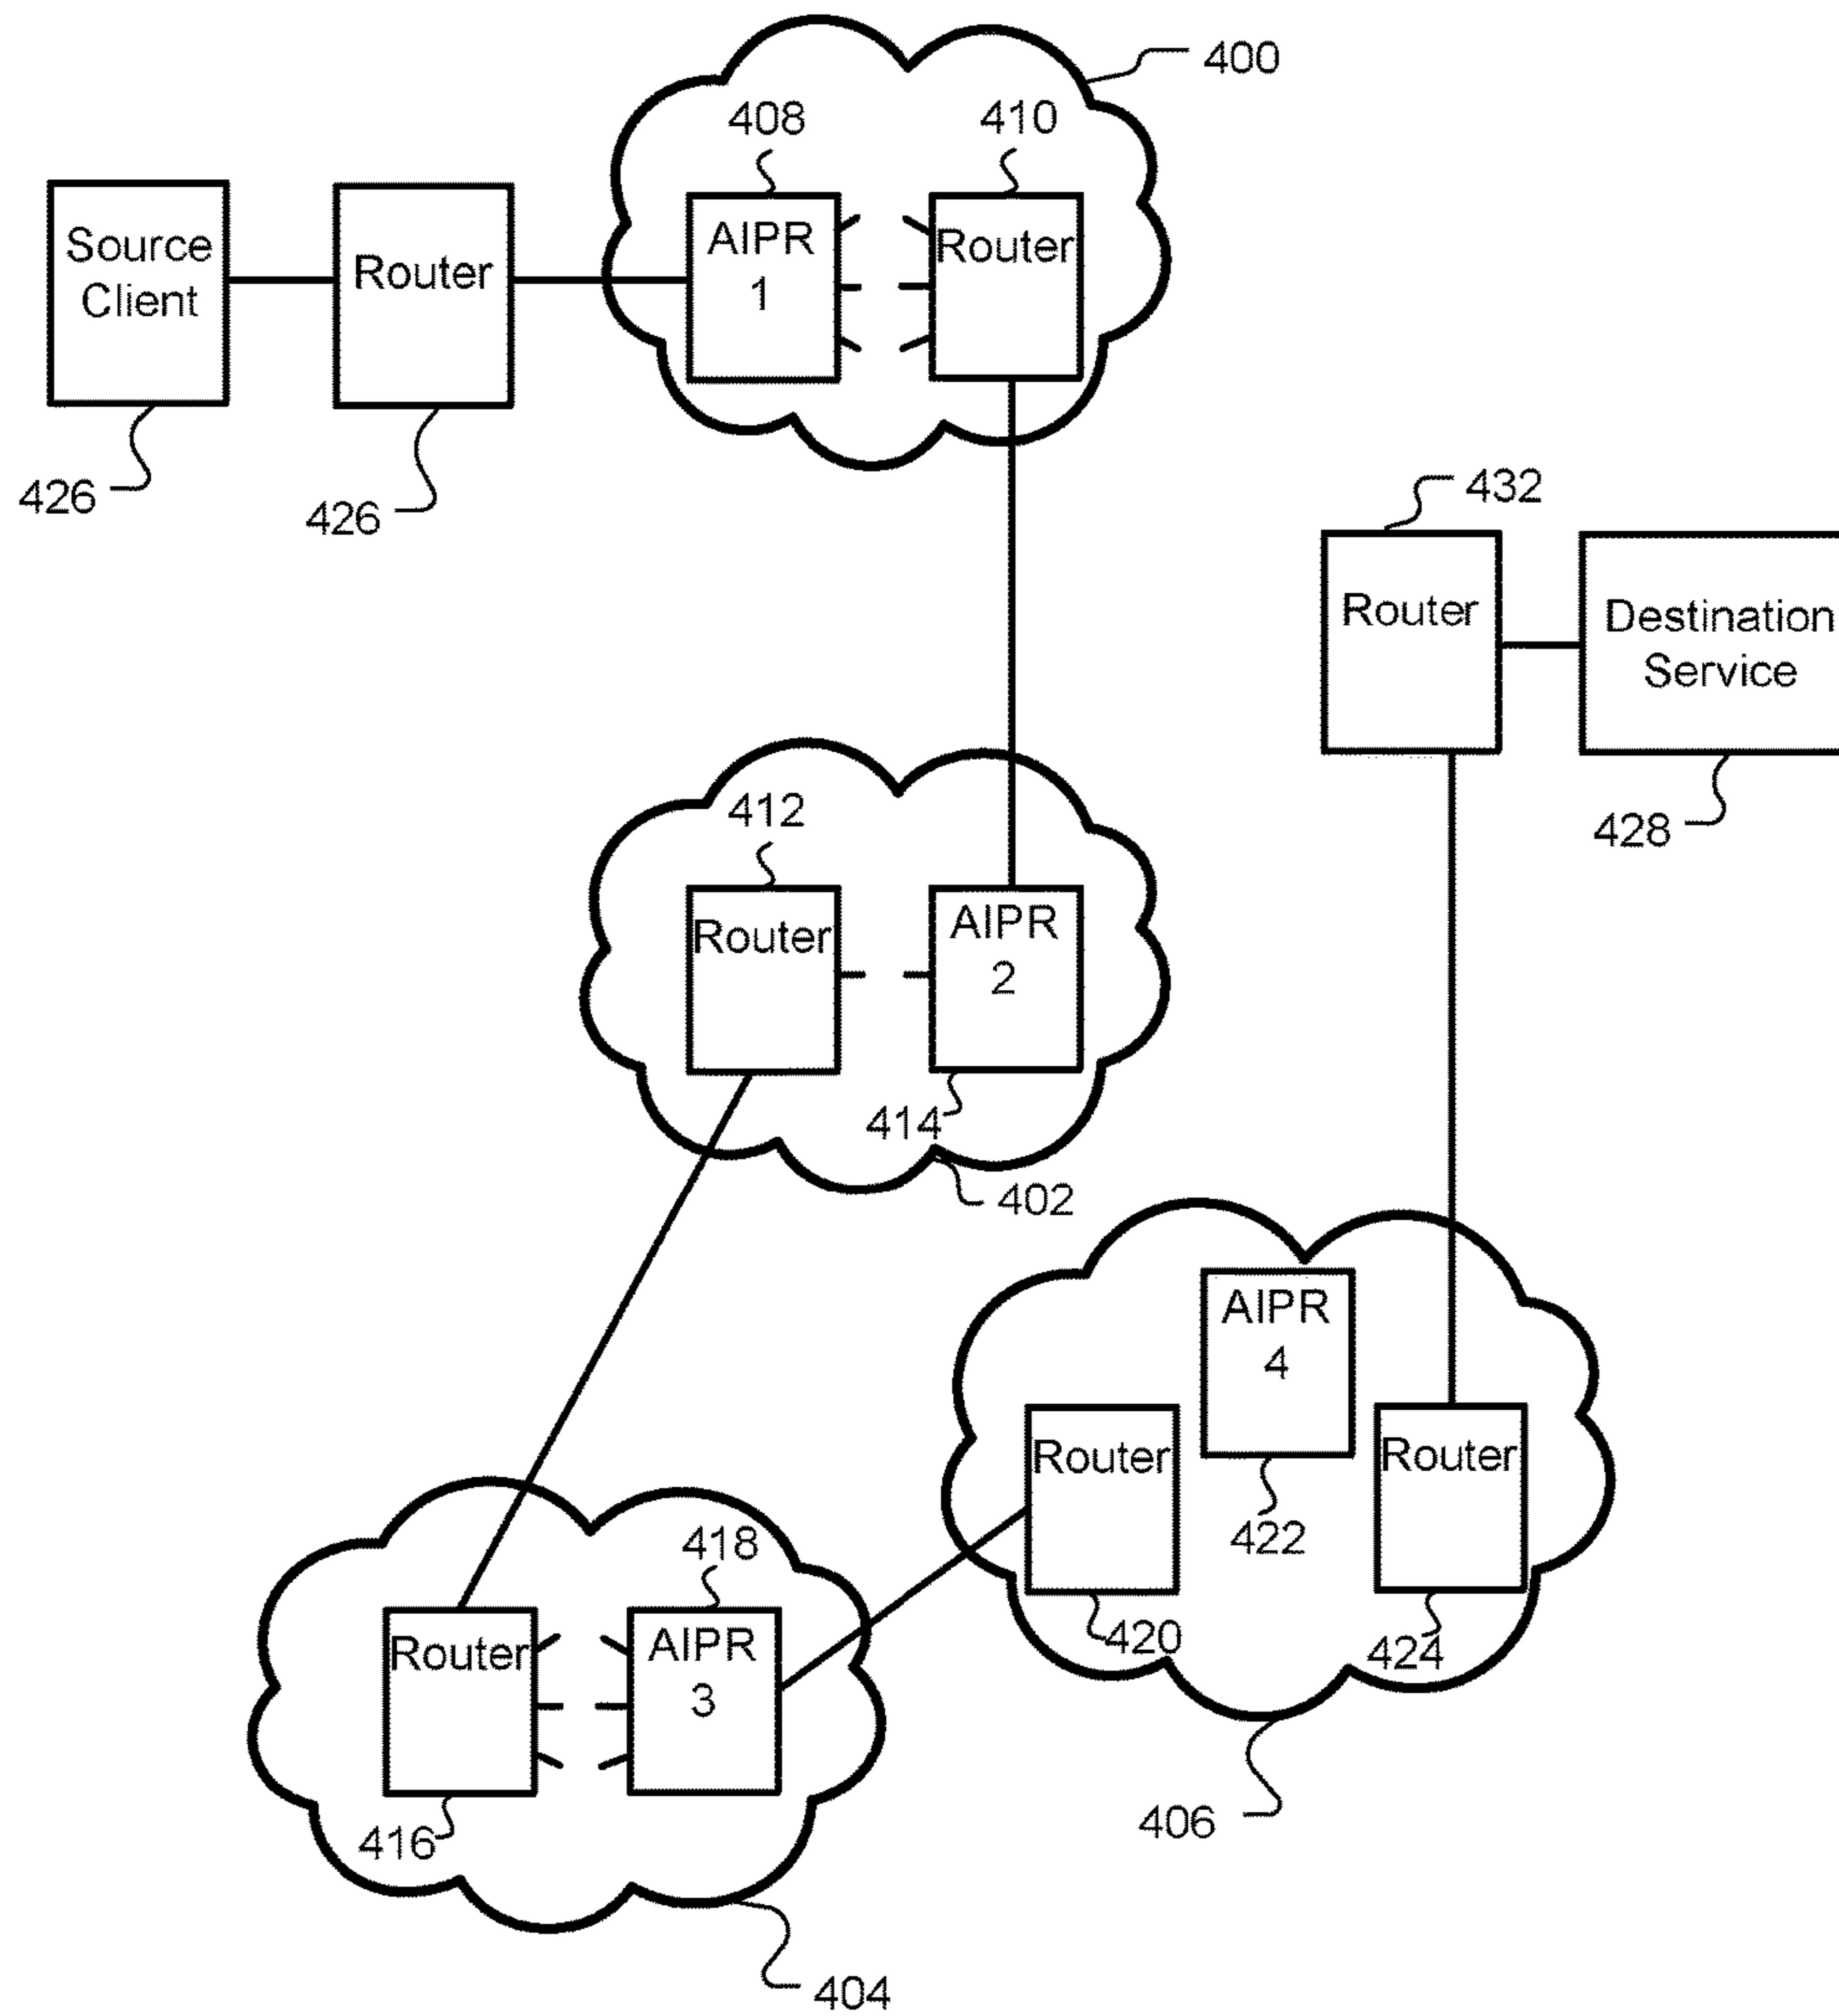 400
408
410
Source
Client
Router
AIPR
1
Router
426
426
432
Router
Destination
Service
428
412
Router
AIPR
2
414
402
AIPR
4
Router
Router
422
420
424
418
Router
AIPR
3
416
406
404